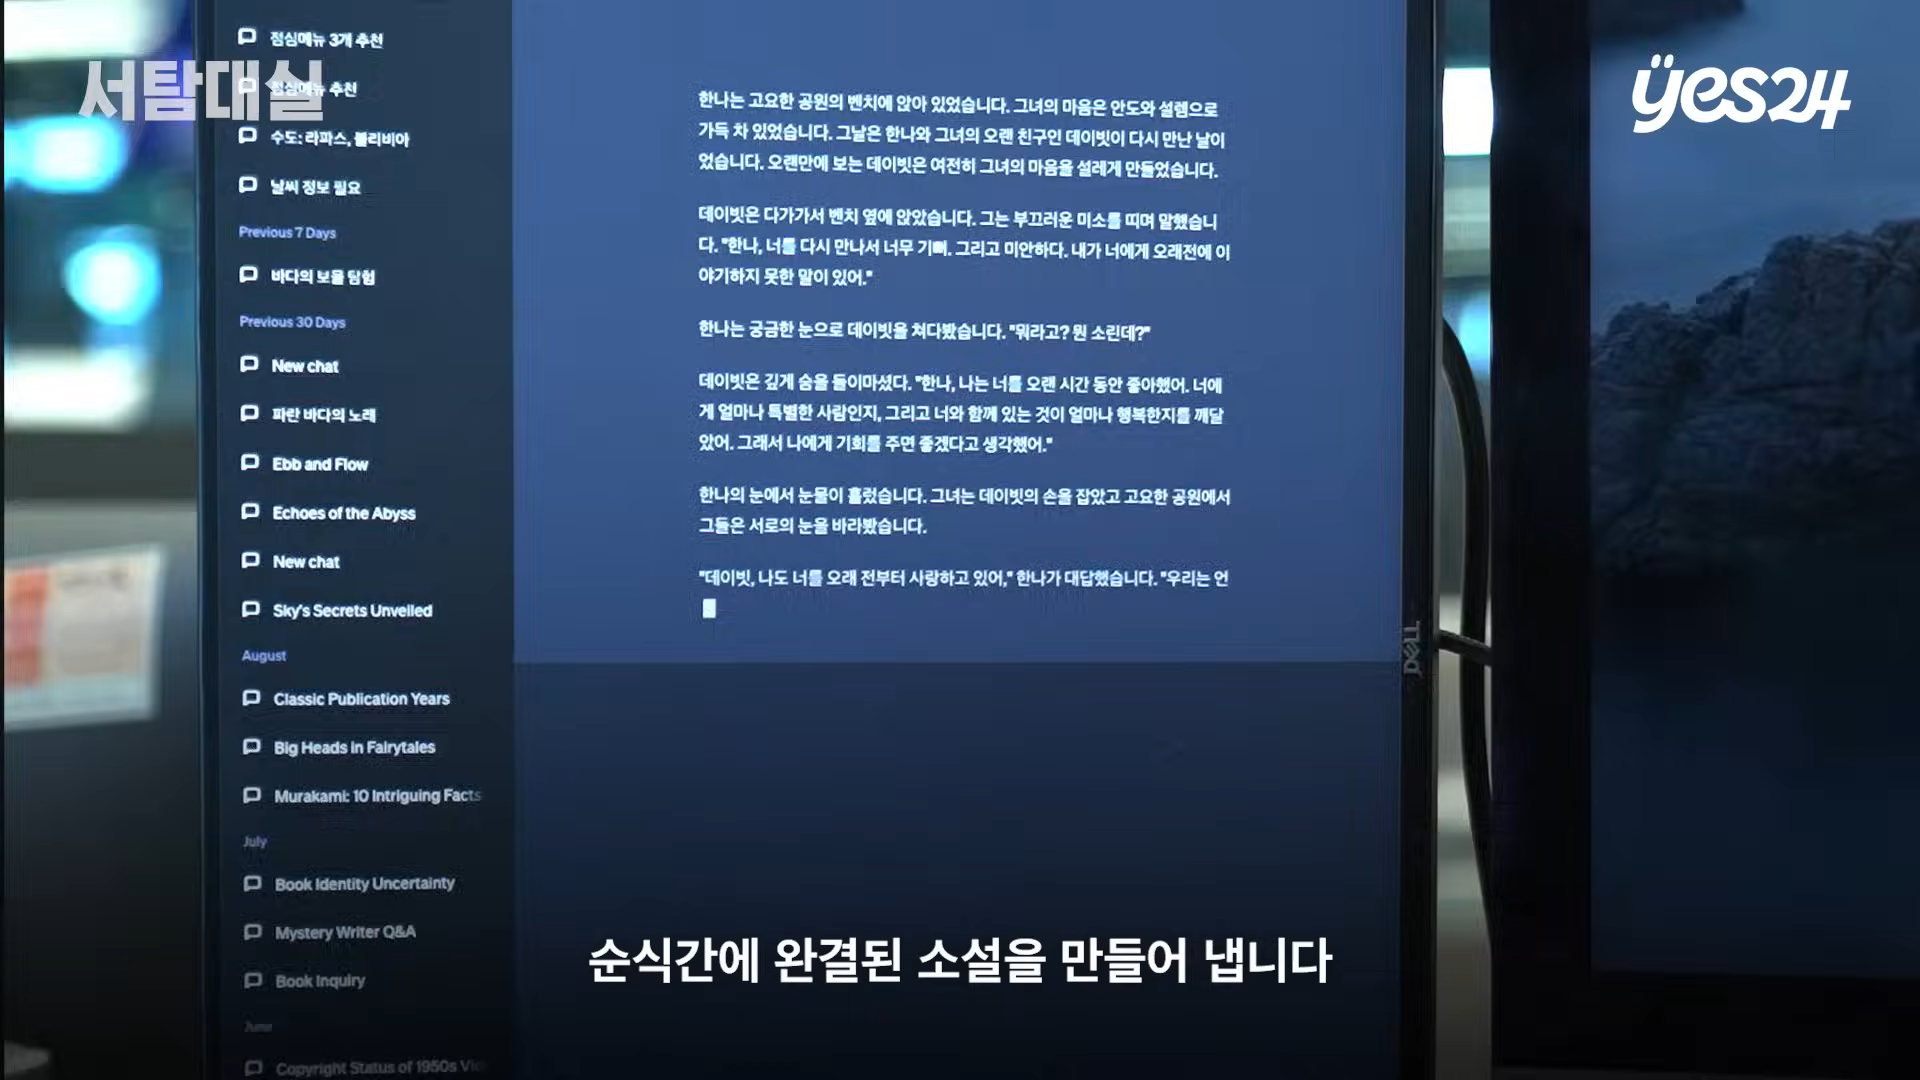 서탐대실
yes24
점심메뉴 3개 추천
점심메뉴 추천
수도: 라파스, 볼리비아
날씨 정보 필요
Previous 7 Days
바다의 보물 탐험
Previous 30 Days
New chat
파란 바다의 노래
Ebb and Flow
Echoes of the Abyss
New chat
Sky's Secrets Unveiled
August
Classic Publication Years
Big Heads in Fairytales
Murakami: 10 Intriguing Facts
July
Book Identity Uncertainty
Mystery Writer Q&A
Book Inquiry
June
Copyright Status of 1950s
한나는 고요한 공원의 벤치에 앉아 있었습니다. 그녀의 마음은 안도와 설렘으로
가득 차 있었습니다. 그날은 한나와 그녀의 오랜 친구인 데이빗이 다시 만난 날이
었습니다. 오랜만에 보는 데이빗은 여전히 그녀의 마음을 설레게 만들었습니다.
데이빗은 다가가서 벤치 옆에 앉았습니다. 그는 부끄러운 미소를 띠며 말했습니
다. "한나, 너를 다시 만나서 너무 기뻐. 그리고 미안하다. 내가 너에게 오래전에 이
야기하지 못한 말이 있어."
한나는 궁금한 눈으로 데이빗을 쳐다봤습니다. "뭐라고? 뭔 소린데?"
데이빗은 깊게 숨을 들이마셨다. "한나, 나는 너를 오랜 시간 동안 좋아했어. 너에
게 얼마나 특별한 사람인지, 그리고 너와 함께 있는 것이 얼마나 행복한지를 깨달
았어. 그래서 나에게 기회를 주면 좋겠다고 생각했어."
한나의 눈에서 눈물이 흘렀습니다. 그녀는 데이빗의 손을 잡았고 고요한 공원에서
그들은 서로의 눈을 바라봤습니다.
"데이빗, 나도 너를 오래 전부터 사랑하고 있어," 한나가 대답했습니다. "우리는 언
DELL
순식간에 완결된 소설을 만들어 냅니다